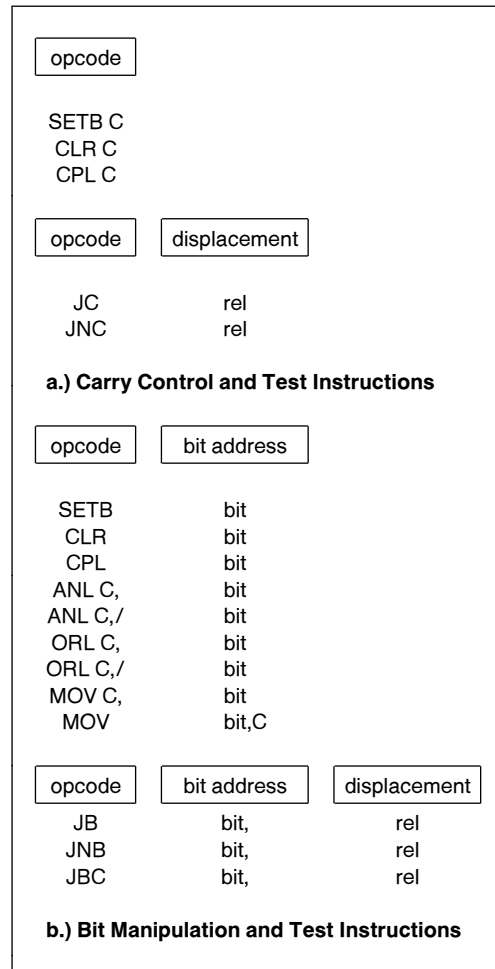 opcode
SETB C
CLR C
CPL C
opcode displacement
JC rel
JNC rel
a.) Carry Control and Test Instructions
opcode bit address
SETB bit
CLR bit
CPL bit
ANL C, bit
ANL C,/ bit
ORL C, bit
ORL C,/ bit
MOV C, bit
MOV bit,C
opcode bit address displacement
JB bit, rel
JNB bit, rel
JBC bit, rel
b.) Bit Manipulation and Test Instructions